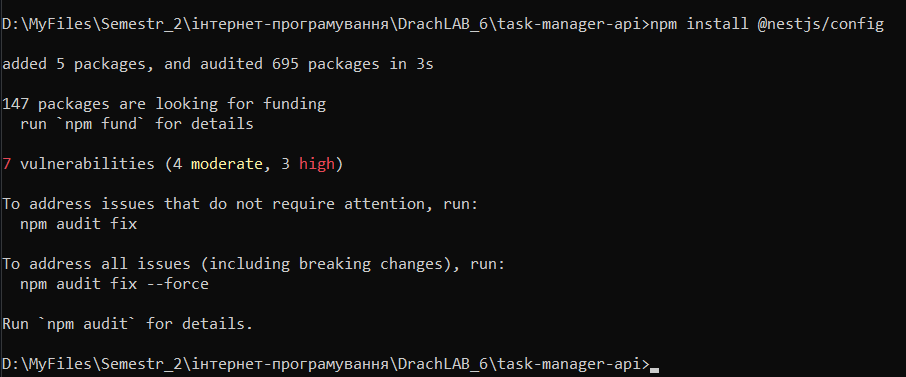 D:\MyFiles\Semestr_2\інтернет-програмування\DrachLAB_6\task-manager-api>npm install @nestjs/config
added 5 packages, and audited 695 packages in 3s
147 packages are looking for funding
  run `npm fund` for details
7 vulnerabilities (4 moderate, 3 high)
To address issues that do not require attention, run:
  npm audit fix
To address all issues (including breaking changes), run:
  npm audit fix --force
Run `npm audit` for details.
D:\MyFiles\Semestr_2\інтернет-програмування\DrachLAB_6\task-manager-api>